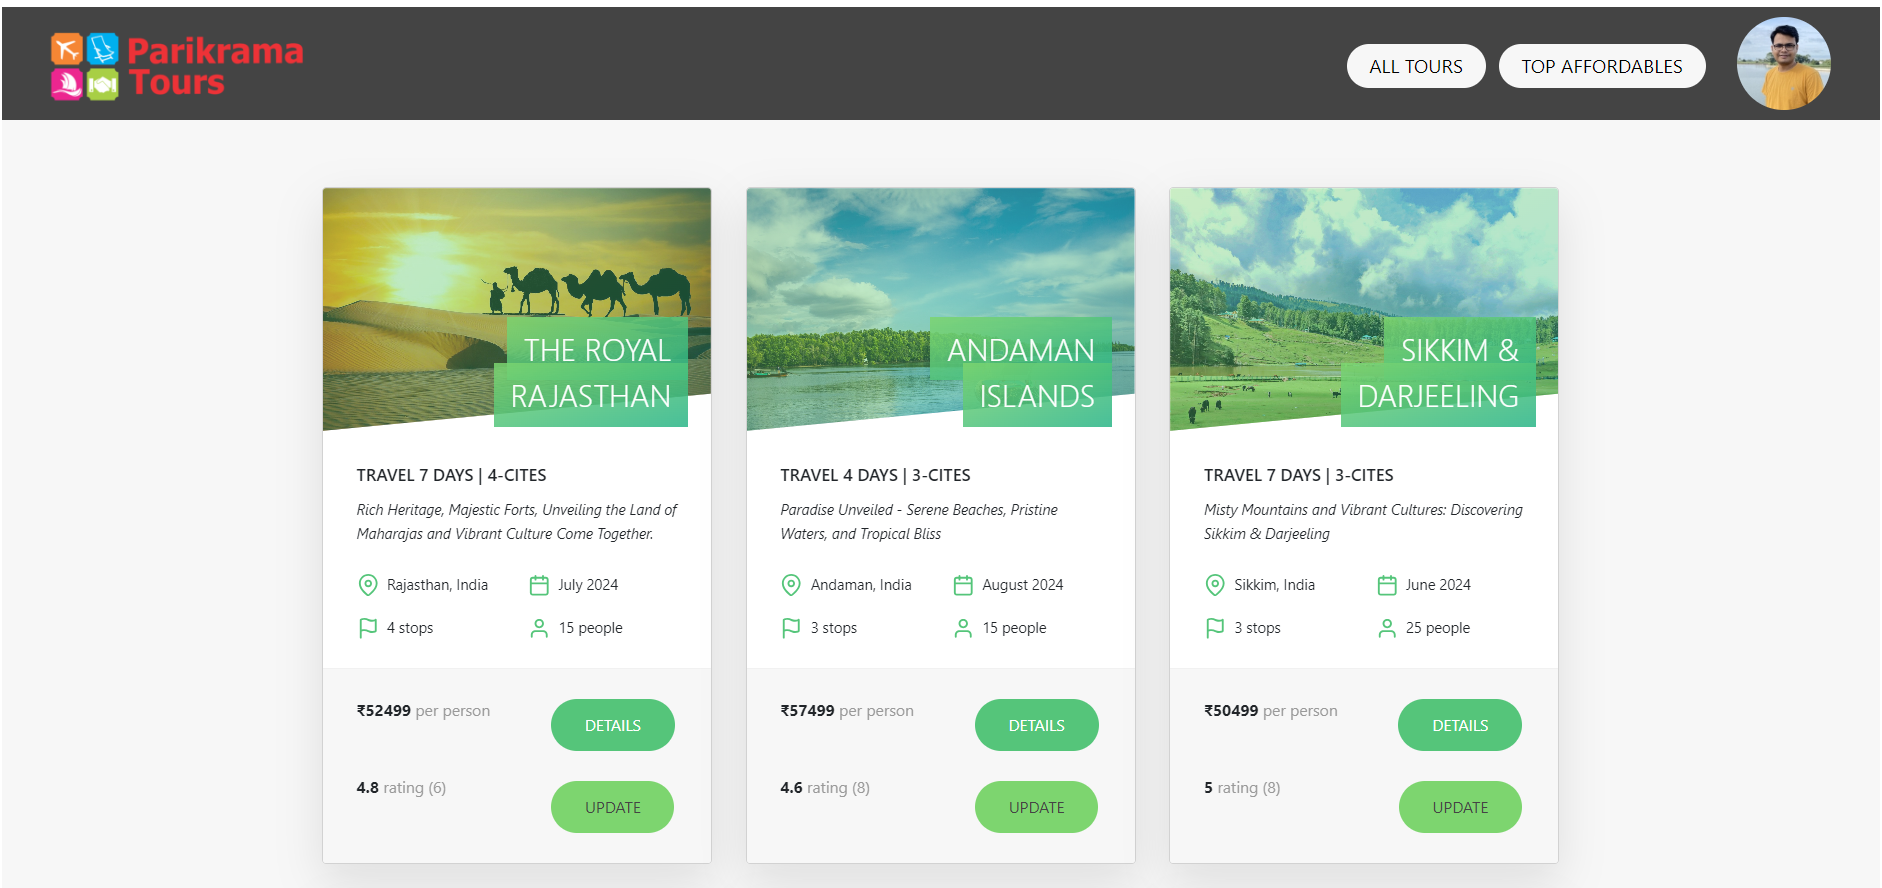 Parikrama
Tours
ALL TOURS
TOP AFFORDABLES
THE ROYAL
RAJASTHAN
TRAVEL 7 DAYS | 4-CITES
Rich Heritage, Majestic Forts, Unveiling the Land of
Maharajas and Vibrant Culture Come Together.
Rajasthan, India
July 2024
4 stops
15 people
₹52499 per person
DETAILS
4.8 rating (6)
UPDATE
ANDAMAN
ISLANDS
TRAVEL 4 DAYS | 3-CITES
Paradise Unveiled - Serene Beaches, Pristine
Waters, and Tropical Bliss
Andaman, India
August 2024
3 stops
15 people
₹57499 per person
DETAILS
4.6 rating (8)
UPDATE
SIKKIM &
DARJEELING
TRAVEL 7 DAYS | 3-CITES
Misty Mountains and Vibrant Cultures: Discovering
Sikkim & Darjeeling
Sikkim, India
June 2024
3 stops
25 people
₹50499 per person
DETAILS
5 rating (8)
UPDATE